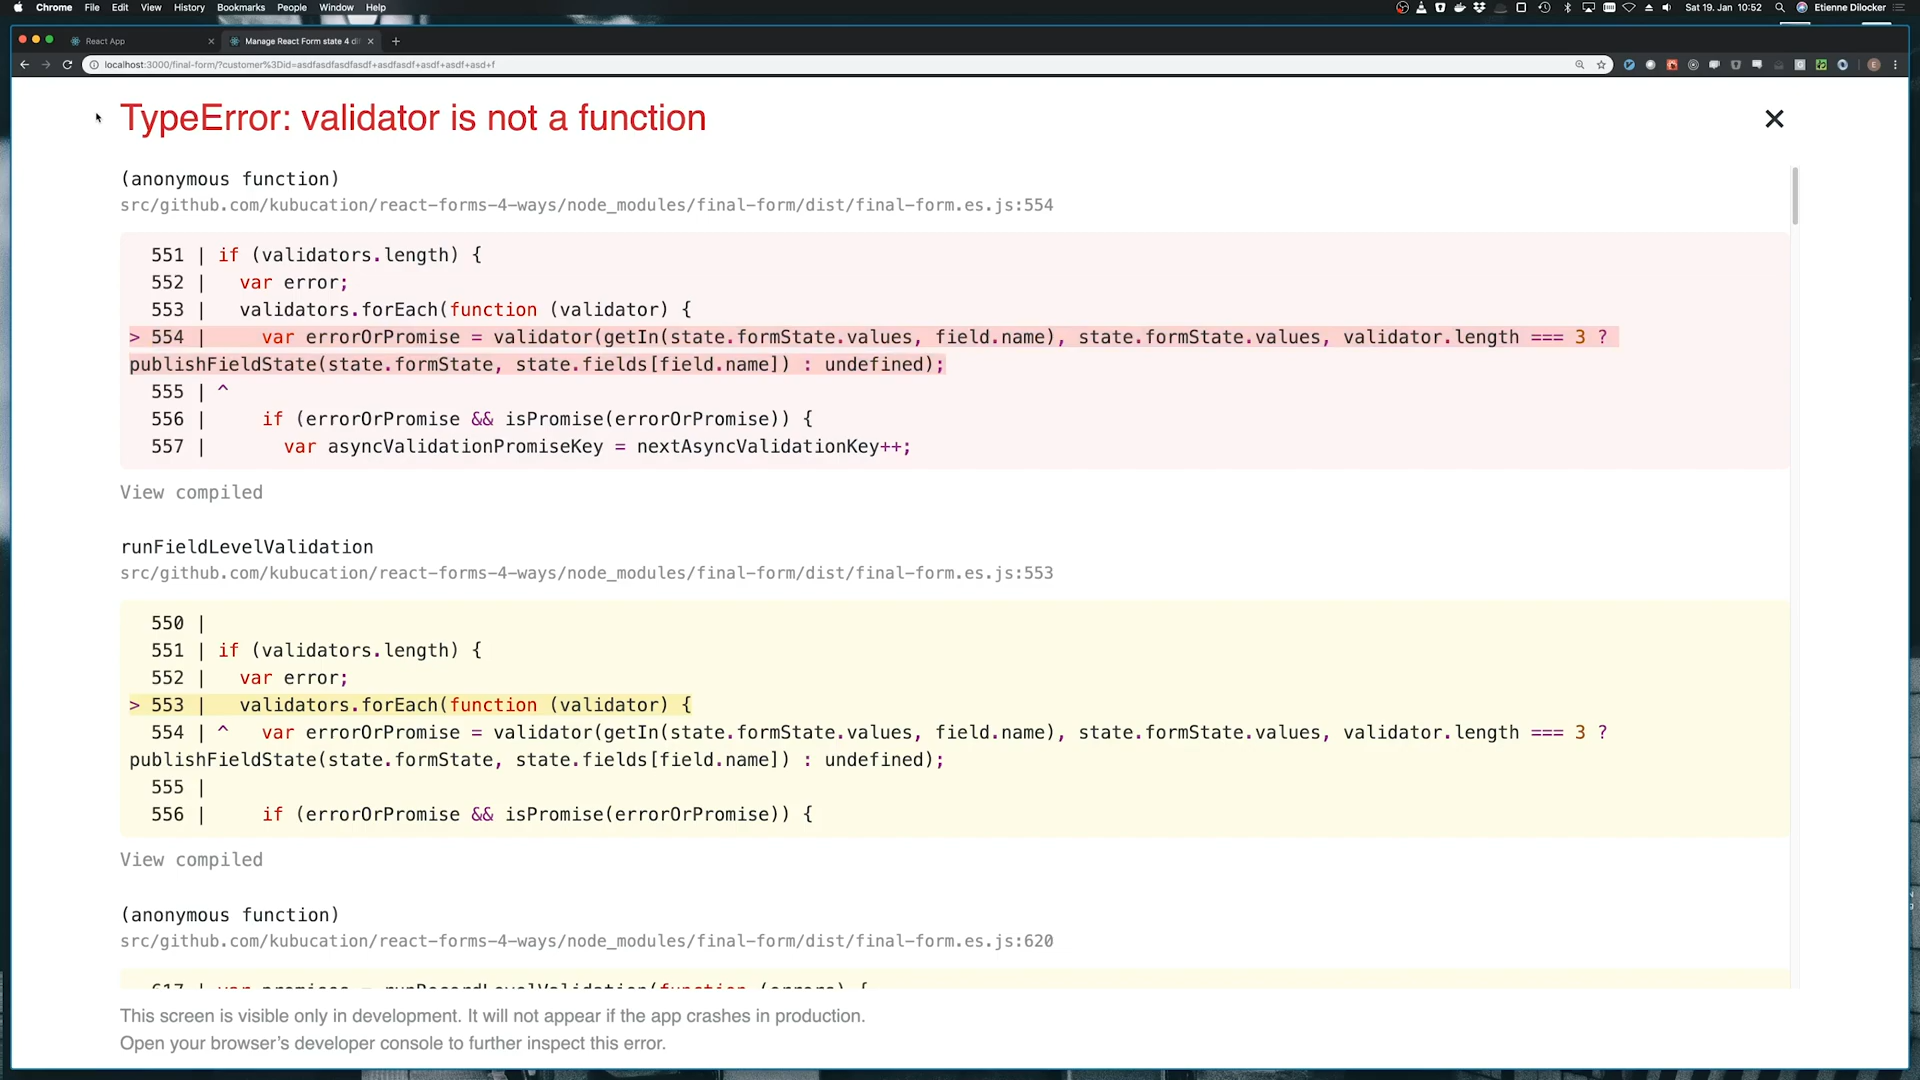 Chrome File Edit View History Bookmarks People Window Help Sat 19. Jan 10:52 Etienne Dilocker
React App
Manage React Form state 4 di
localhost:3000/final-form/?customer%3Did=asdfasdfasdfasdf+asdfasdf+asdf+asdf+asd+f
TypeError: validator is not a function
(anonymous function)
src/github.com/kubucation/react-forms-4-ways/node_modules/final-form/dist/final-form.es.js:554
551 | if (validators.length) {
552 | var error;
553 | validators.forEach(function (validator) {
> 554 | var errorOrPromise = validator(getIn(state.formState.values, field.name), state.formState.values, validator.length === 3 ?
publishFieldState(state.formState, state.fields[field.name]) : undefined);
555 | ^
556 | if (errorOrPromise && isPromise(errorOrPromise)) {
557 | var asyncValidationPromiseKey = nextAsyncValidationKey++;
View compiled
runFieldLevelValidation
src/github.com/kubucation/react-forms-4-ways/node_modules/final-form/dist/final-form.es.js:553
550 |
551 | if (validators.length) {
552 | var error;
> 553 | validators.forEach(function (validator) {
554 | ^ var errorOrPromise = validator(getIn(state.formState.values, field.name), state.formState.values, validator.length === 3 ?
publishFieldState(state.formState, state.fields[field.name]) : undefined);
555 |
556 | if (errorOrPromise && isPromise(errorOrPromise)) {
View compiled
(anonymous function)
src/github.com/kubucation/react-forms-4-ways/node_modules/final-form/dist/final-form.es.js:620
617 | var promises = runRecordLevelValidation(function (errors) {
This screen is visible only in development. It will not appear if the app crashes in production.
Open your browser’s developer console to further inspect this error.